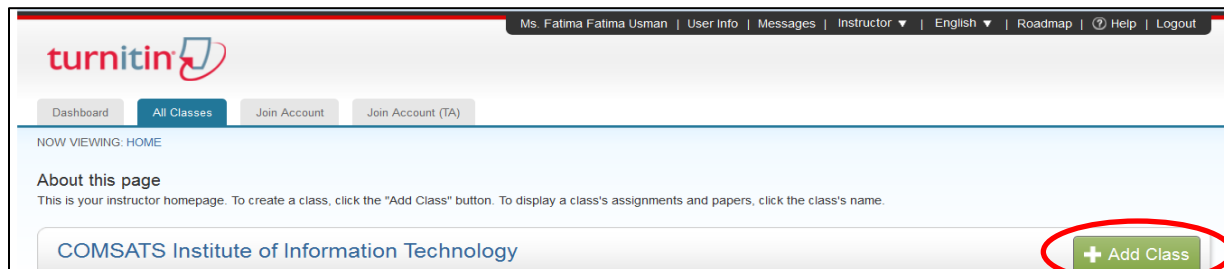 Ms. Fatima Fatima Usman | User Info | Messages | Instructor ▼ | English ▼ | Roadmap | ? Help | Logout
turnitin
Dashboard All Classes Join Account Join Account (TA)
NOW VIEWING: HOME
About this page
This is your instructor homepage. To create a class, click the "Add Class" button. To display a class's assignments and papers, click the class's name.
COMSATS Institute of Information Technology + Add Class